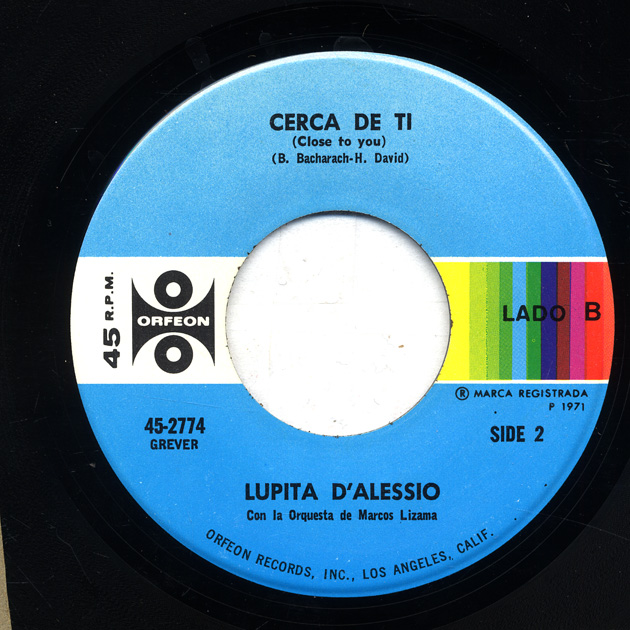 CERCA DE TI
(Close to you)
(B. Bacharach-H. David)
45 R.P.M.
ORFEON
LADO B
® MARCA REGISTRADA
P 1971
45-2774
GREVER
SIDE 2
LUPITA D'ALESSIO
Con la Orquesta de Marcos Lizama
ORFEON RECORDS, INC., LOS ANGELES, CALIF.